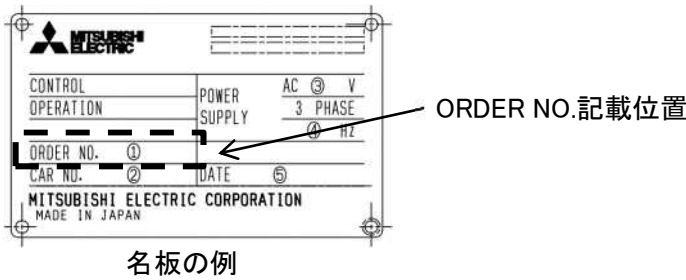 MITSUBISHI
ELECTRIC
CONTROL
OPERATION
POWER
SUPPLY
AC ③ V
3 PHASE
④ HZ
ORDER NO. ①
CAR NO. ②
DATE ⑤
MITSUBISHI ELECTRIC CORPORATION
MADE IN JAPAN
ORDER NO.記載位置
名板の例